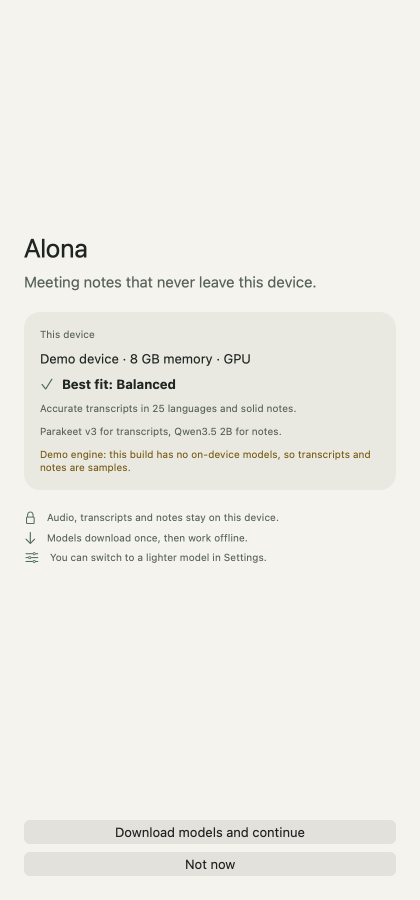 Alona
Meeting notes that never leave this device.
This device
Demo device · 8 GB memory · GPU
Best fit: Balanced
Accurate transcripts in 25 languages and solid notes.
Parakeet v3 for transcripts, Qwen3.5 2B for notes.
Demo engine: this build has no on-device models, so transcripts and
notes are samples.
Audio, transcripts and notes stay on this device.
Models download once, then work offline.
You can switch to a lighter model in Settings.
Download models and continue
Not now